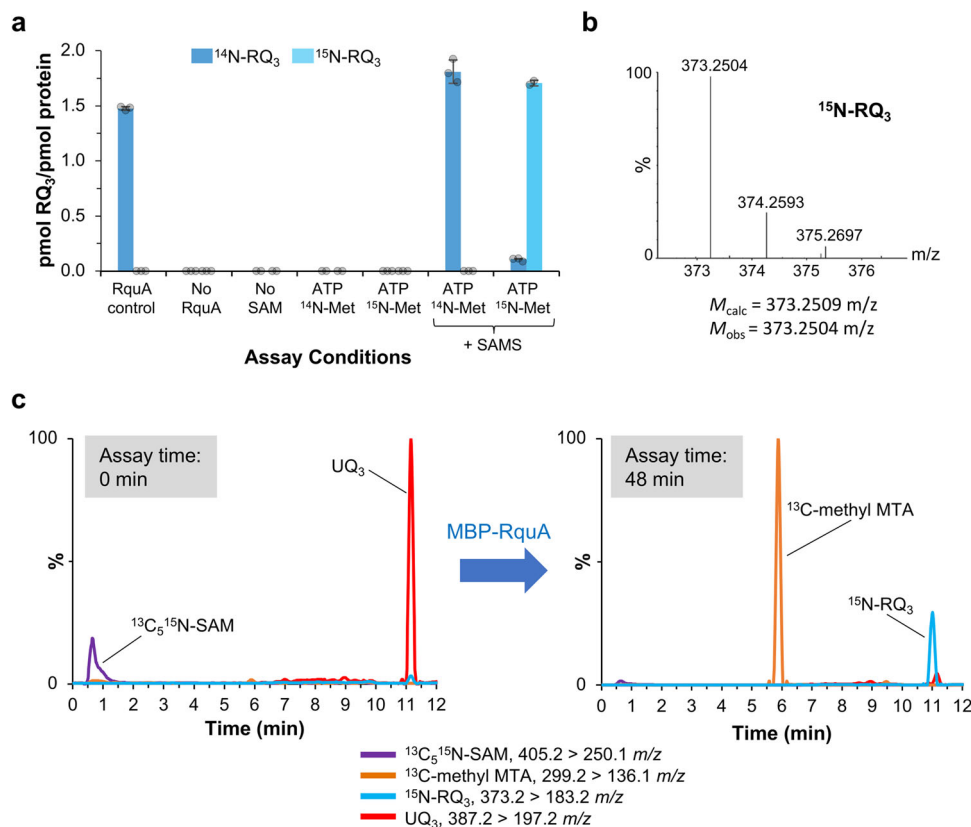 a
¹⁴N-RQ₃ ¹⁵N-RQ₃
pmol RQ₃/pmol protein
2.0
1.5
1.0
0.5
0.0
RquA control
No RquA
No SAM
ATP ¹⁴N-Met
ATP ¹⁵N-Met
ATP ¹⁴N-Met
ATP ¹⁵N-Met
+ SAMS
Assay Conditions
b
100
%
0
373.2504
¹⁵N-RQ₃
374.2593
375.2697
373 374 375 376
m/z
M calc = 373.2509 m/z
M obs = 373.2504 m/z
c
100
%
Assay time:
0 min
UQ₃
¹³C₅¹⁵N-SAM
0 1 2 3 4 5 6 7 8 9 10 11 12
Time (min)
MBP-RquA
100
%
Assay time:
48 min
¹³C-methyl MTA
¹⁵N-RQ₃
0 1 2 3 4 5 6 7 8 9 10 11 12
Time (min)
¹³C₅¹⁵N-SAM, 405.2 > 250.1 m/z
¹³C-methyl MTA, 299.2 > 136.1 m/z
¹⁵N-RQ₃, 373.2 > 183.2 m/z
UQ₃, 387.2 > 197.2 m/z